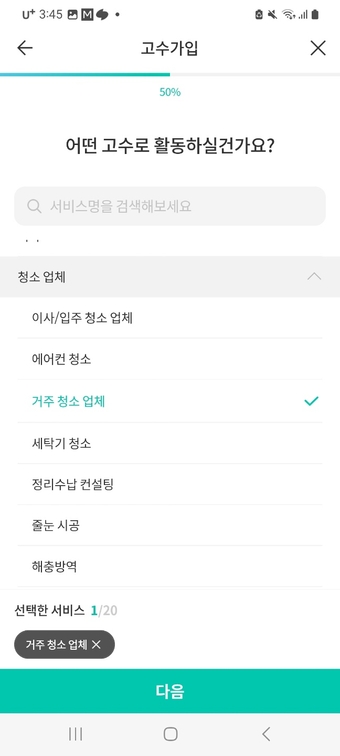 U+ 3:45
고수가입
50%
어떤 고수로 활동하실건가요?
서비스명을 검색해보세요
청소 업체
이사/입주 청소 업체
에어컨 청소
거주 청소 업체
세탁기 청소
정리수납 컨설팅
줄눈 시공
해충방역
선택한 서비스 1/20
거주 청소 업체 ×
다음